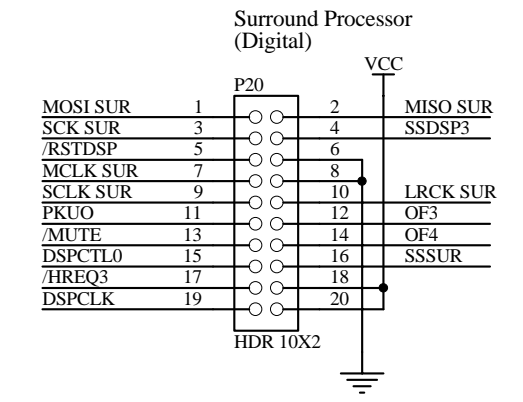 Surround Processor
(Digital)
VCC
P20
MOSI SUR 1 2 MISO SUR
SCK SUR 3 4 SSDSP3
/RSTDSP 5 6
MCLK SUR 7 8
SCLK SUR 9 10 LRCK SUR
PKUO 11 12 OF3
/MUTE 13 14 OF4
DSPCTL0 15 16 SSSUR
/HREQ3 17 18
DSPCLK 19 20
HDR 10X2